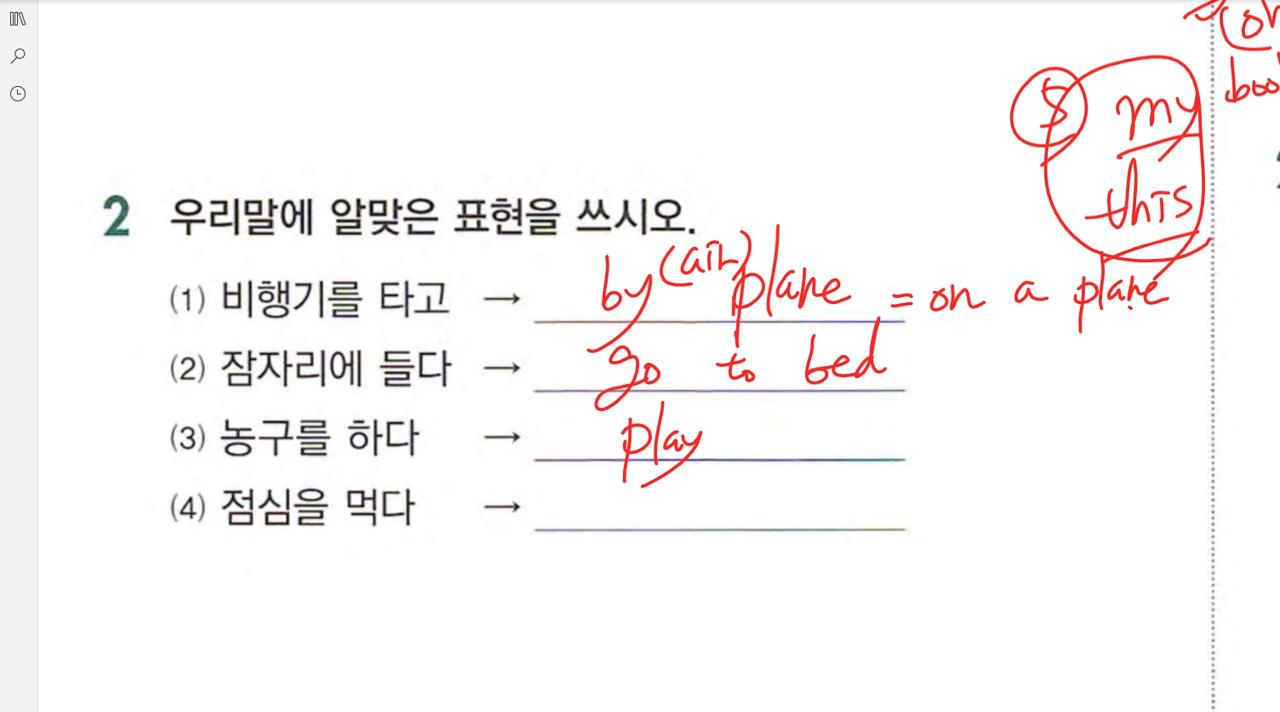 (on
boo
$ my
this
2 우리말에 알맞은 표현을 쓰시오.
(1) 비행기를 타고 → by (air)plane = on a plane
(2) 잠자리에 들다 → go to bed
(3) 농구를 하다 → play
(4) 점심을 먹다 →